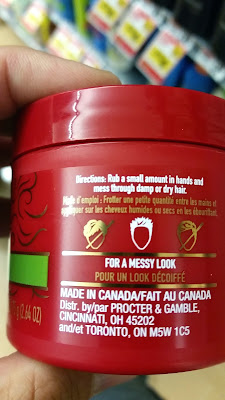 Directions: Rub a small amount in hands and
mess through damp or dry hair.
Mode d'emploi : Frotter une petite quantité entre les mains et
appliquer sur les cheveux humides ou secs en les ébouriffant.
FOR A MESSY LOOK
POUR UN LOOK DÉCOIFFÉ
MADE IN CANADA/FAIT AU CANADA
Distr. by/par PROCTER & GAMBLE,
CINCINNATI, OH 45202
and/et TORONTO, ON M5W 1C5
g (2.64 OZ)